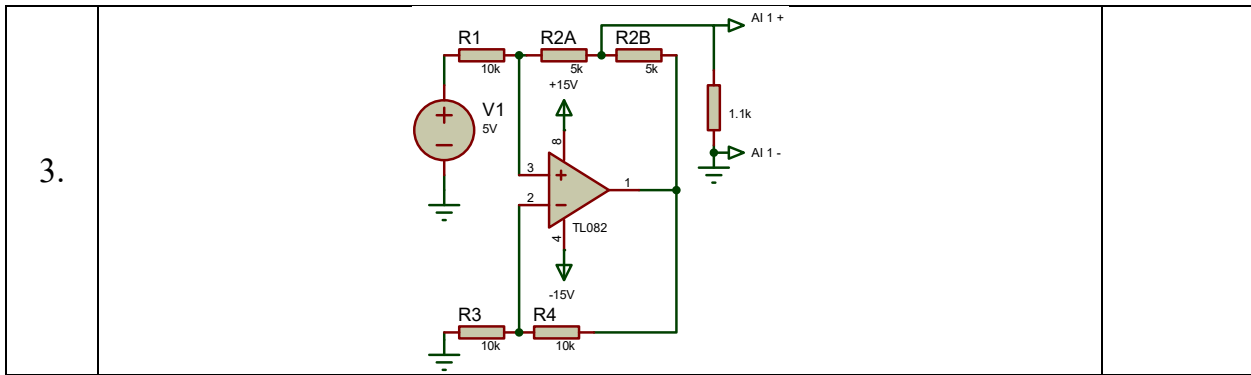 3.
AI 1 +
R1
R2A
R2B
10k
5k
5k
+15V
V1
5V
1.1k
8
AI 1 -
3
1
2
TL082
4
-15V
R3
R4
10k
10k